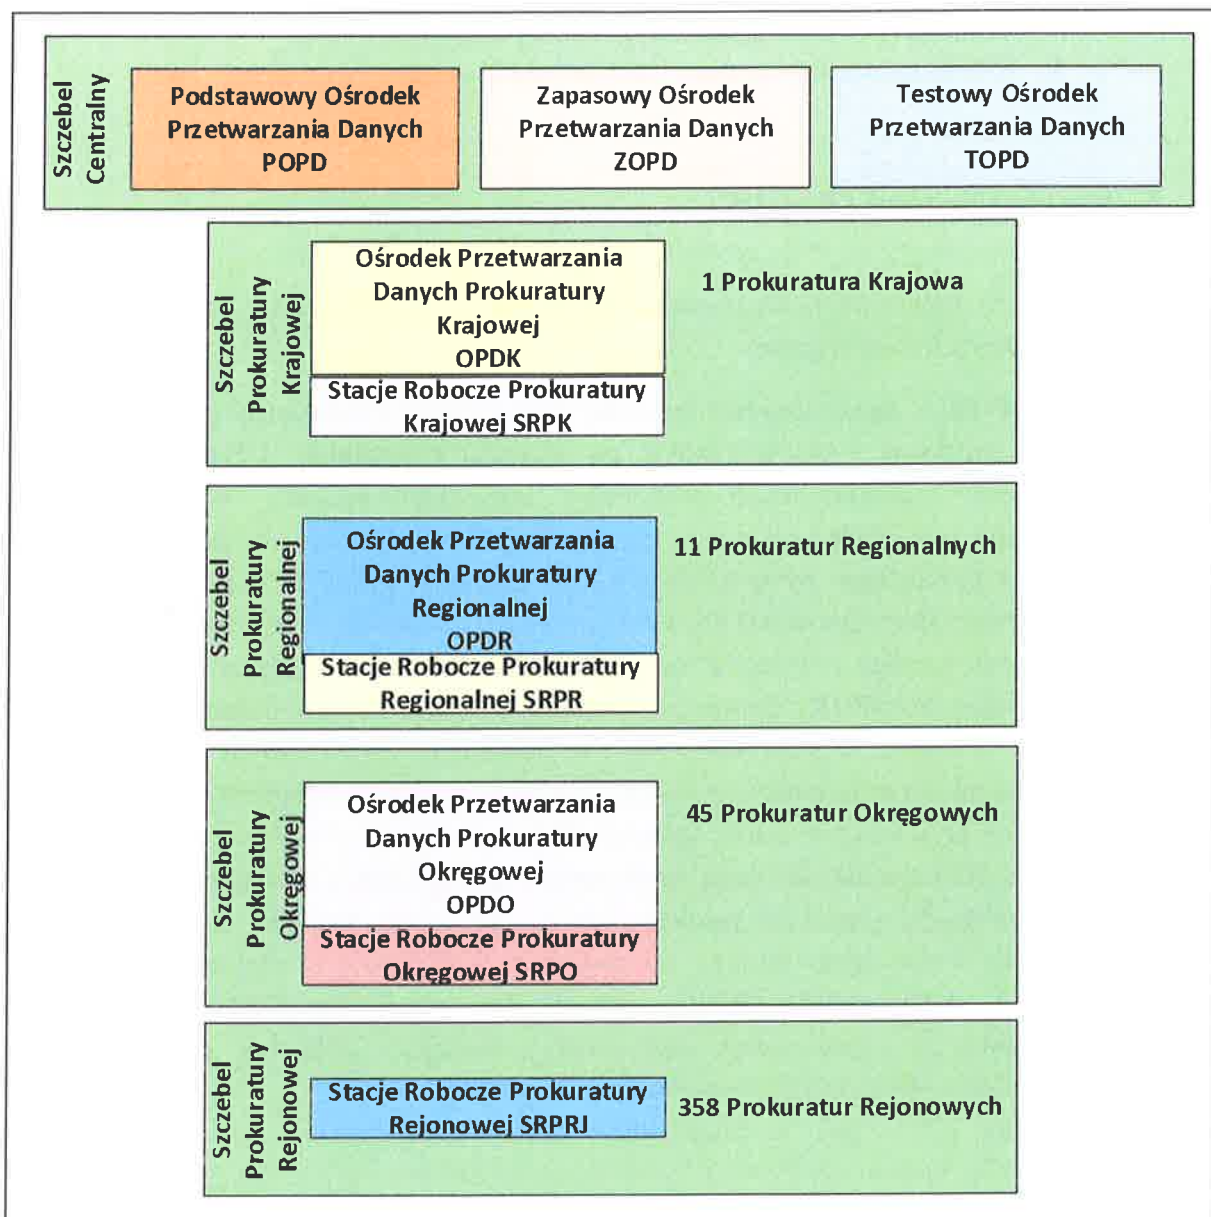 Szczebel
Centralny
Podstawowy Ośrodek
Przetwarzania Danych
POPD
Zapasowy Ośrodek
Przetwarzania Danych
ZOPD
Testowy Ośrodek
Przetwarzania Danych
TOPD
Szczebel
Prokuratury
Krajowej
Ośrodek Przetwarzania
Danych Prokuratury
Krajowej
OPDK
Stacje Robocze Prokuratury
Krajowej SRPK
1 Prokuratura Krajowa
Szczebel
Prokuratury
Regionalnej
Ośrodek Przetwarzania
Danych Prokuratury
Regionalnej
OPDR
Stacje Robocze Prokuratury
Regionalnej SRPR
11 Prokuratur Regionalnych
Szczebel
Prokuratury
Okręgowej
Ośrodek Przetwarzania
Danych Prokuratury
Okręgowej
OPDO
Stacje Robocze Prokuratury
Okręgowej SRPO
45 Prokuratur Okręgowych
Szczebel
Prokuratury
Rejonowej
Stacje Robocze Prokuratury
Rejonowej SRPRJ
358 Prokuratur Rejonowych